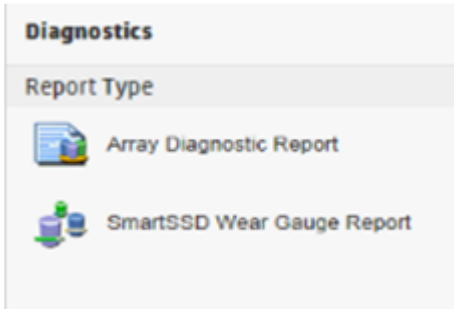 Diagnostics
Report Type
Array Diagnostic Report
SmartSSD Wear Gauge Report